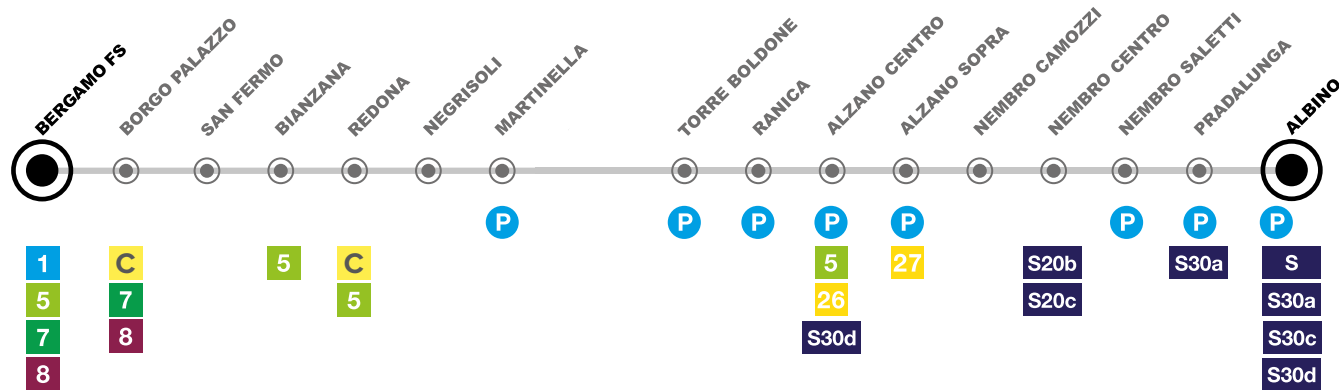 BERGAMO FS
BORGO PALAZZO
SAN FERMO
BIANZANA
REDONA
NEGRISOLI
MARTINELLA
TORRE BOLDONE
RANICA
ALZANO CENTRO
ALZANO SOPRA
NEMBRO CAMOZZI
NEMBRO CENTRO
NEMBRO SALETTI
PRADALUNGA
ALBINO
P P P P P P P P
1 C 5 C 5 27 S20b S30a S
5 7 5 26 S20c S30a
7 8 S30d S30c
8 S30d